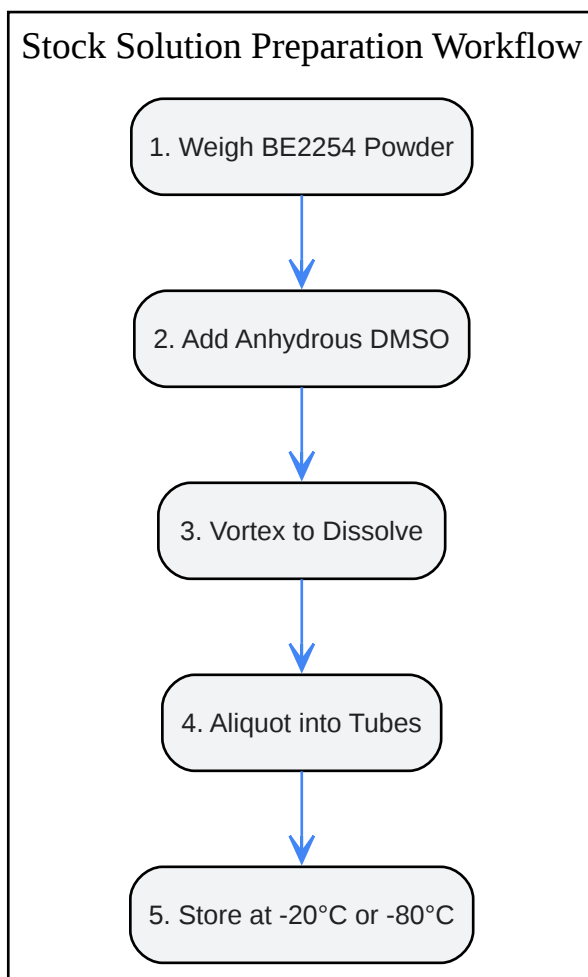 Stock Solution Preparation Workflow
1. Weigh BE2254 Powder
2. Add Anhydrous DMSO
3. Vortex to Dissolve
4. Aliquot into Tubes
5. Store at -20°C or -80°C